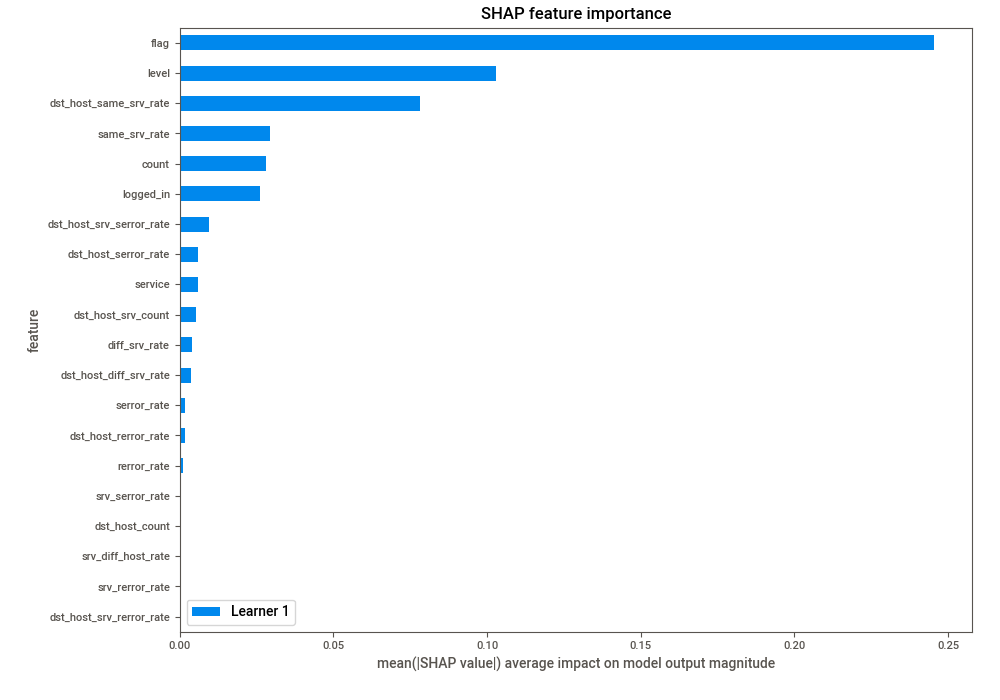 SHAP feature importance
flag
level
dst_host_same_srv_rate
same_srv_rate
count
logged_in
dst_host_srv_serror_rate
dst_host_serror_rate
service
dst_host_srv_count
diff_srv_rate
dst_host_diff_srv_rate
serror_rate
dst_host_rerror_rate
rerror_rate
srv_serror_rate
dst_host_count
srv_diff_host_rate
srv_rerror_rate
dst_host_srv_rerror_rate
feature
Learner 1
0.00 0.05 0.10 0.15 0.20 0.25
mean(|SHAP value|) average impact on model output magnitude